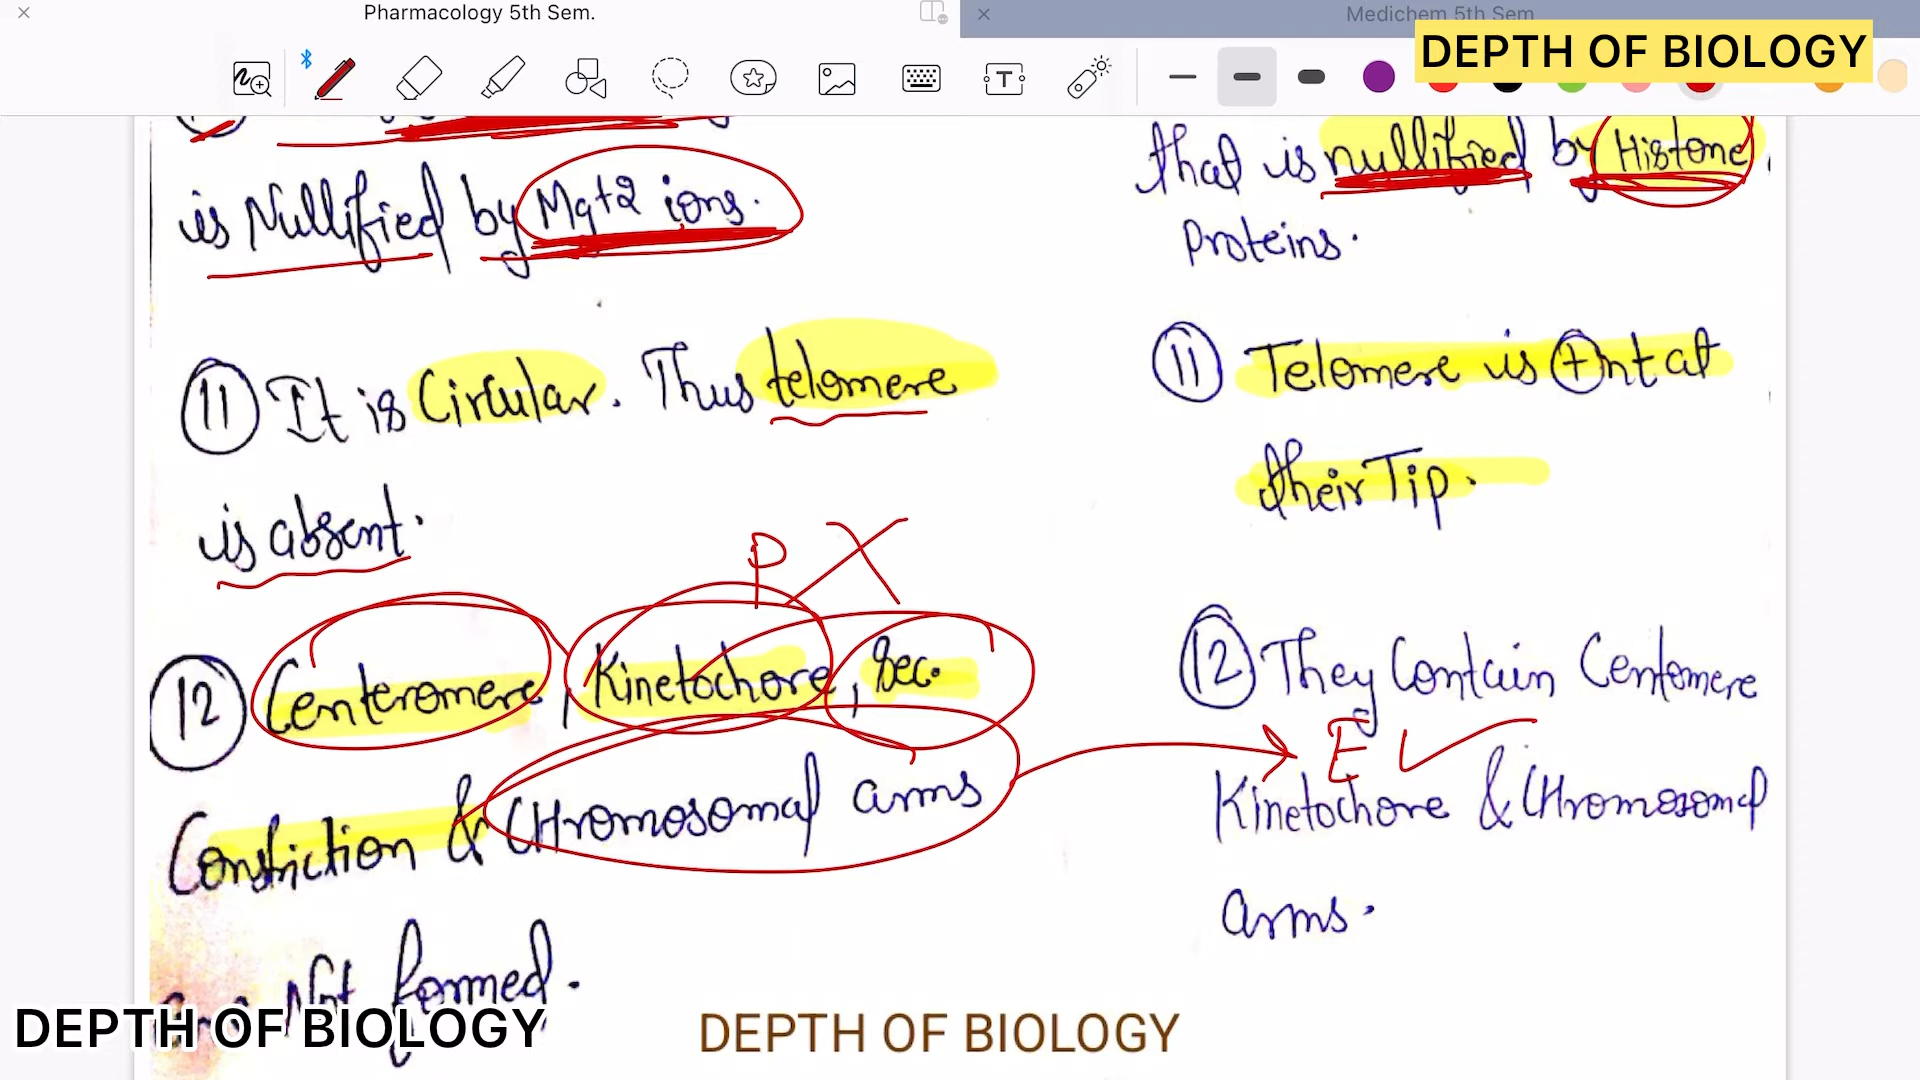 Pharmacology 5th Sem.
Medichem 5th Sem
DEPTH OF BIOLOGY
is Nullified by Mg+2 ions.
11 It is Circular. Thus telomere
is absent.
P X
12 Centeromere, Kinetochore, Sec.
Constriction & CHromosomal arms
Not formed.
that is nullified by Histone
Proteins.
11 Telomere is +nt at
their Tip.
12 They Contain Centomere
E ✓
Kinetochore & CHromosomal
arms.
DEPTH OF BIOLOGY
DEPTH OF BIOLOGY